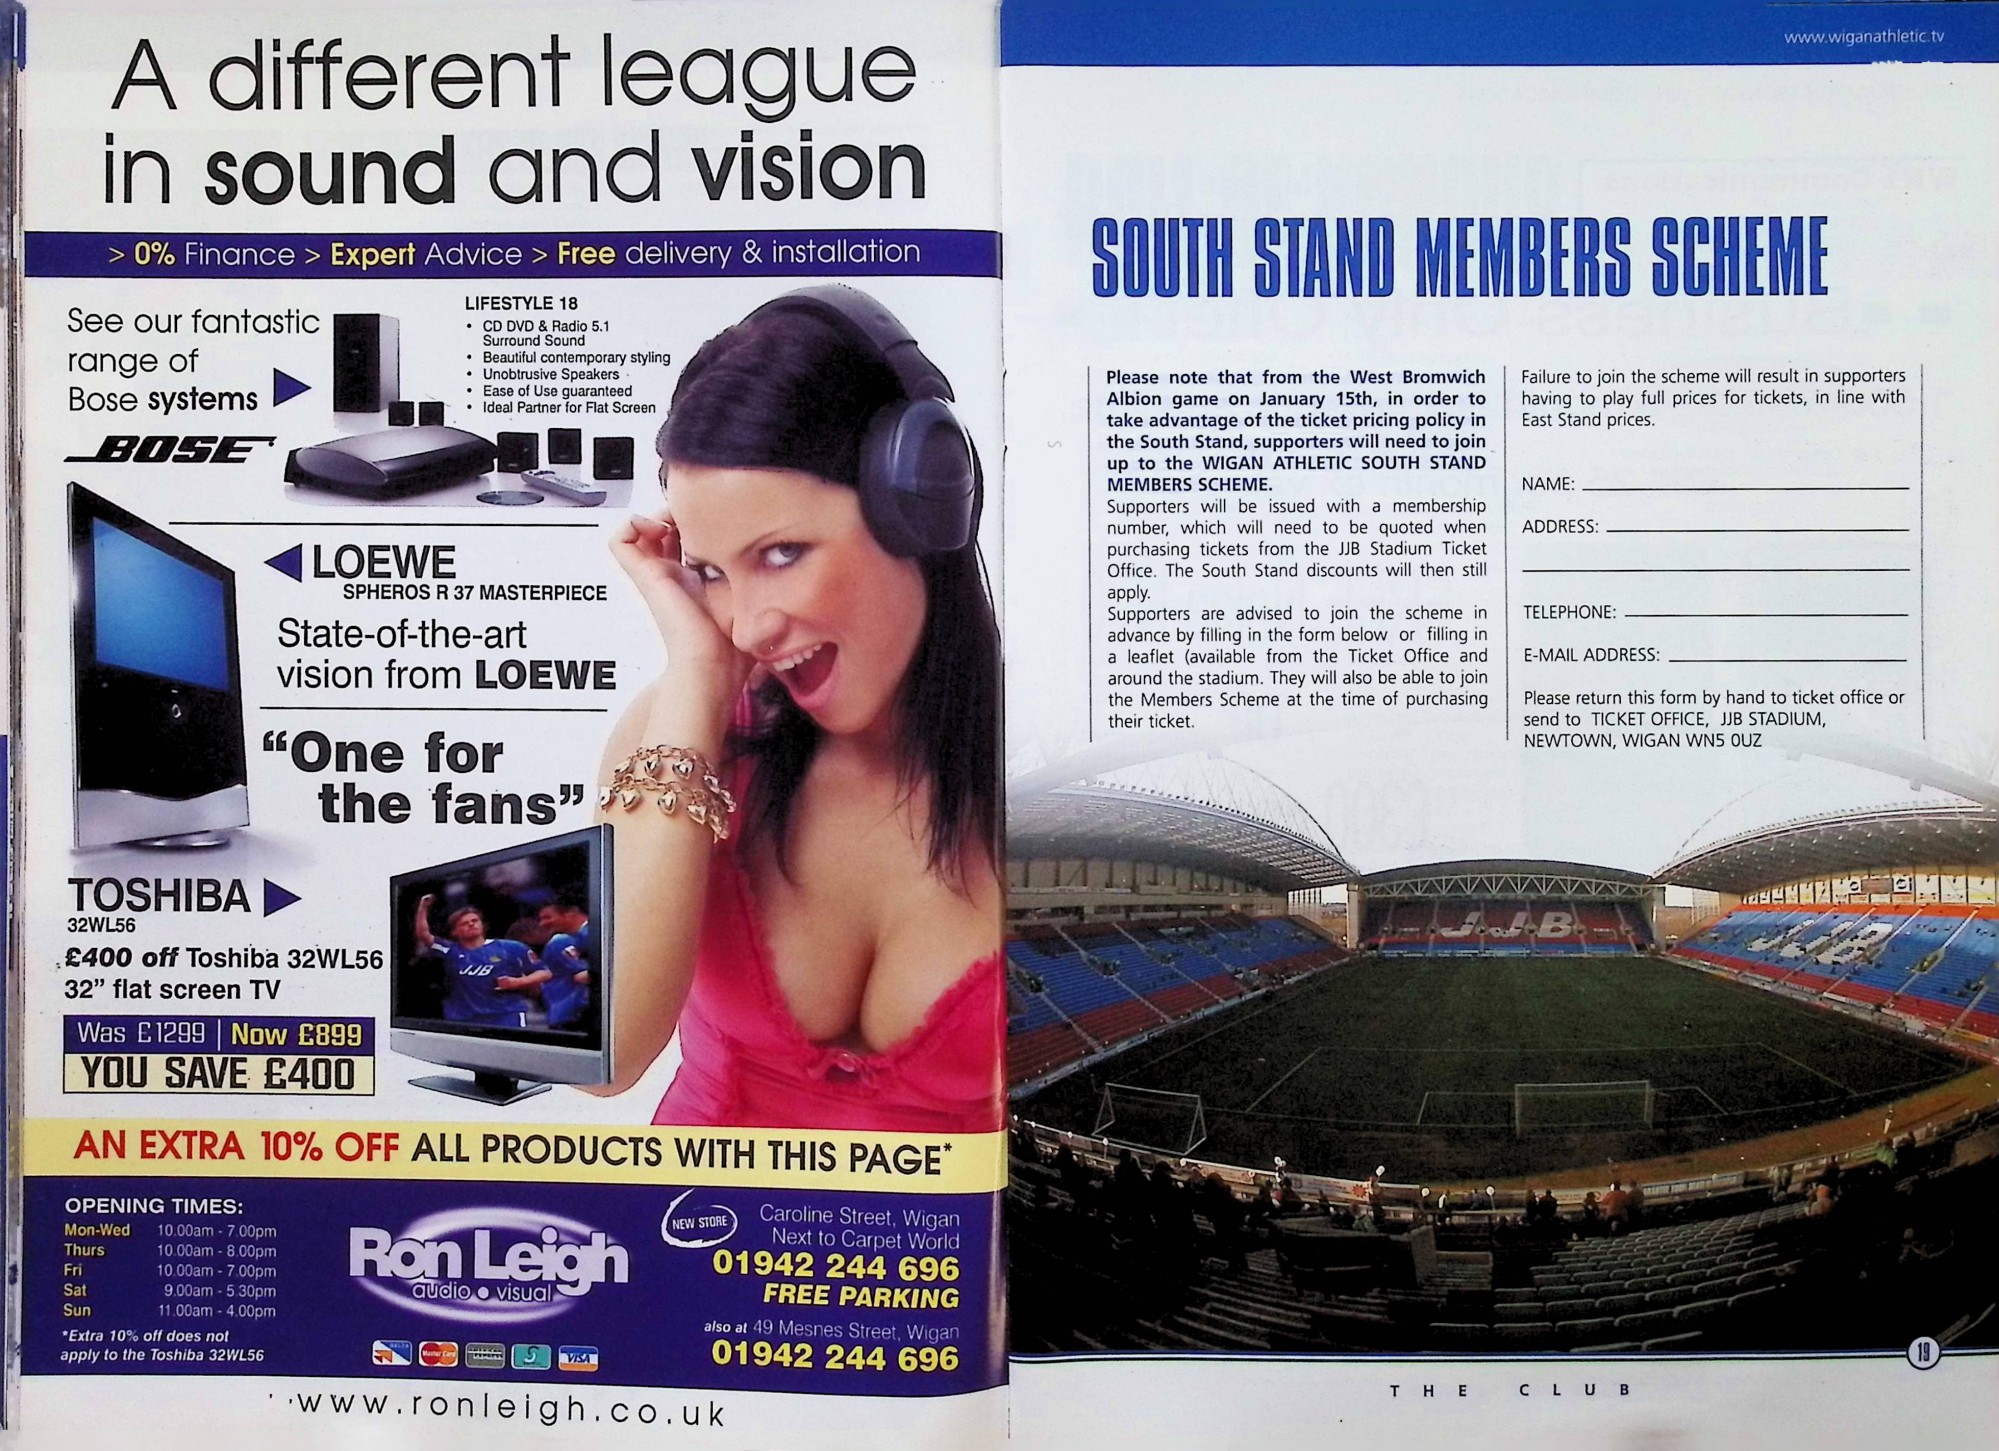 A different league
in sound and vision
> 0% Finance > Expert Advice > Free delivery & installation
See our fantastic
range of
Bose systems
BOSE
LIFESTYLE 18
• CD DVD & Radio 5.1
Surround Sound
• Beautiful contemporary styling
• Unobtrusive Speakers
• Ease of Use guaranteed
• Ideal Partner for Flat Screen
LOEWE
SPHEROS R 37 MASTERPIECE
State-of-the-art
vision from LOEWE
“One for
the fans”
TOSHIBA
32WL56
£400 off Toshiba 32WL56
32” flat screen TV
Was £1299 | Now £899
YOU SAVE £400
JJB
AN EXTRA 10% OFF ALL PRODUCTS WITH THIS PAGE*
OPENING TIMES:
Mon-Wed 10.00am - 7.00pm
Thurs 10.00am - 8.00pm
Fri 10.00am - 7.00pm
Sat 9.00am - 5.30pm
Sun 11.00am - 4.00pm
*Extra 10% off does not
apply to the Toshiba 32WL56
Ron Leigh
audio • visual
MasterCard
VISA
NEW STORE
Caroline Street, Wigan
Next to Carpet World
01942 244 696
FREE PARKING
also at 49 Mesnes Street, Wigan
01942 244 696
www.ronleigh.co.uk
www.wiganathletic.tv
SOUTH STAND MEMBERS SCHEME
Please note that from the West Bromwich
Albion game on January 15th, in order to
take advantage of the ticket pricing policy in
the South Stand, supporters will need to join
up to the WIGAN ATHLETIC SOUTH STAND
MEMBERS SCHEME.
Supporters will be issued with a membership
number, which will need to be quoted when
purchasing tickets from the JJB Stadium Ticket
Office. The South Stand discounts will then still
apply.
Supporters are advised to join the scheme in
advance by filling in the form below or filling in
a leaflet (available from the Ticket Office and
around the stadium. They will also be able to join
the Members Scheme at the time of purchasing
their ticket.
Failure to join the scheme will result in supporters
having to play full prices for tickets, in line with
East Stand prices.
NAME:
ADDRESS:
TELEPHONE:
E-MAIL ADDRESS:
Please return this form by hand to ticket office or
send to TICKET OFFICE, JJB STADIUM,
NEWTOWN, WIGAN WN5 0UZ
JJB
19
THE CLUB